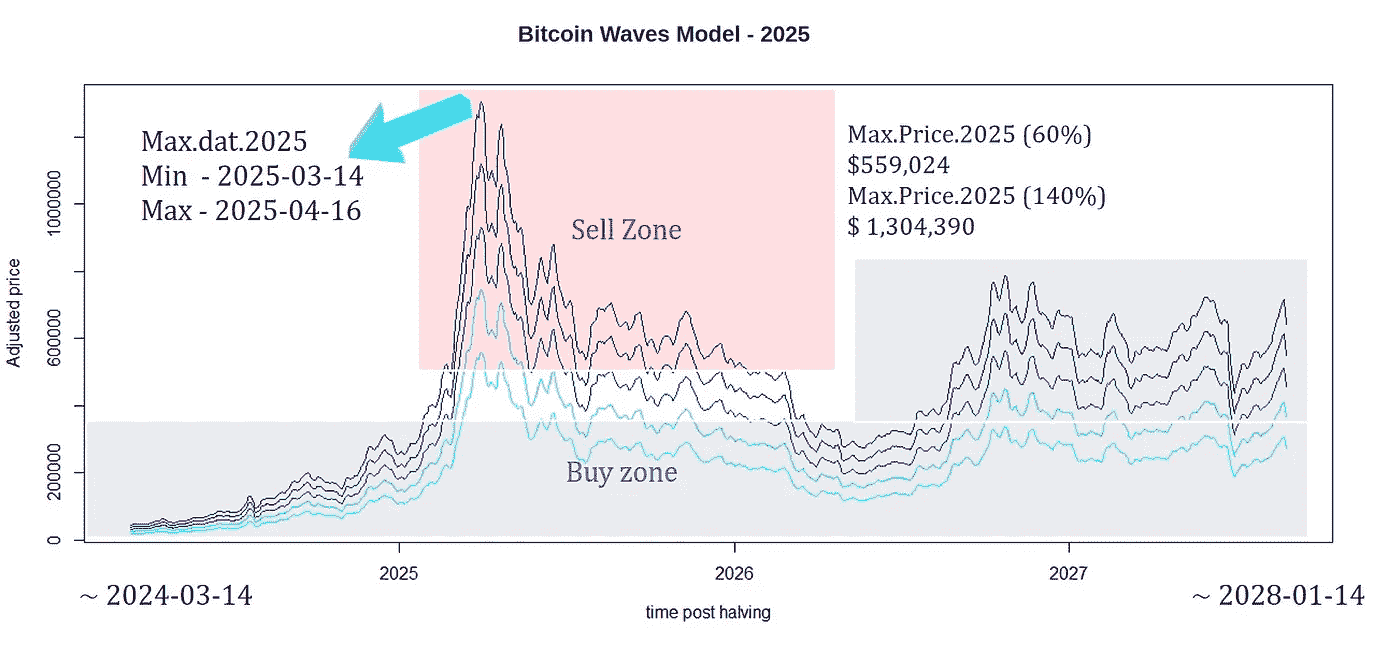 Bitcoin Waves Model - 2025
Max.dat.2025
Min - 2025-03-14
Max - 2025-04-16
Max.Price.2025 (60%)
$559,024
Max.Price.2025 (140%)
$ 1,304,390
Sell Zone
Buy zone
Adjusted price
1000000
600000
200000
0
2025
2026
2027
~ 2024-03-14
time post halving
~ 2028-01-14